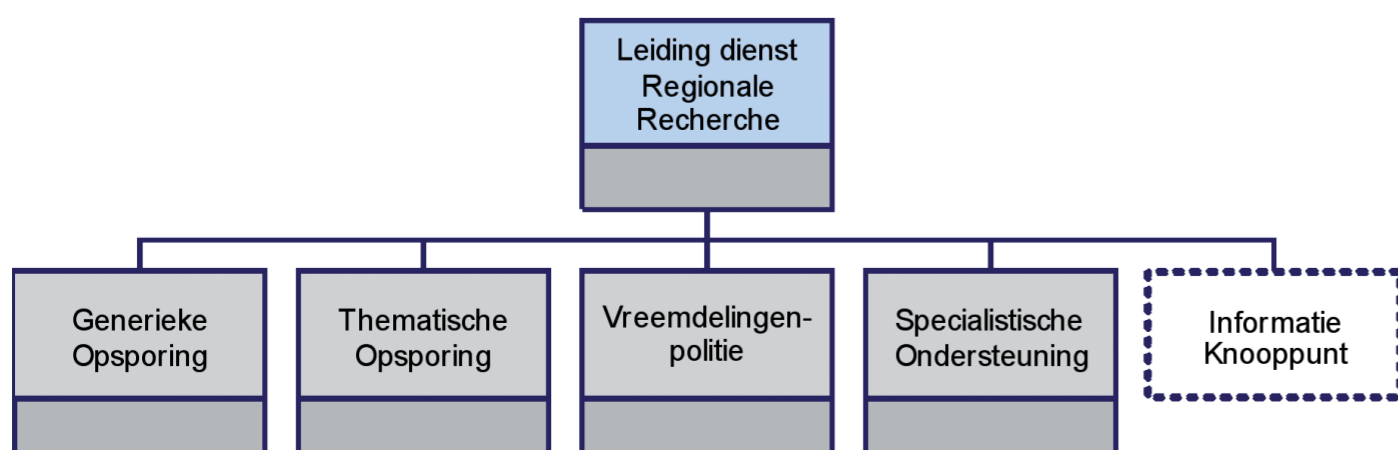 Leiding dienst
Regionale
Recherche
Generieke
Opsporing
Thematische
Opsporing
Vreemdelingen-
politie
Specialistische
Ondersteuning
Informatie
Knooppunt